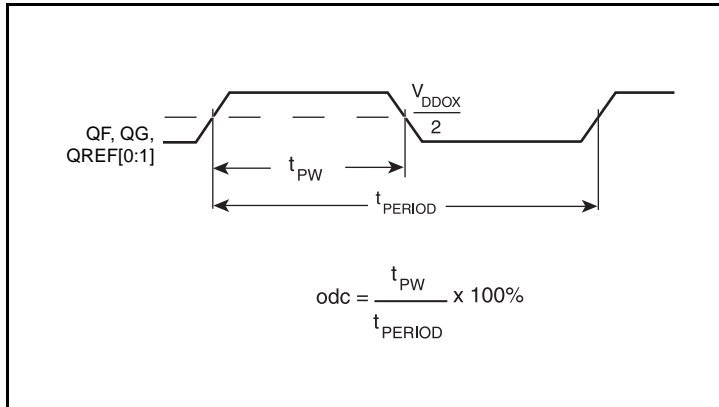 V_DDOX
2
QF, QG,
QREF[0:1]
t_PW
t_PERIOD
odc = t_PW / t_PERIOD x 100%